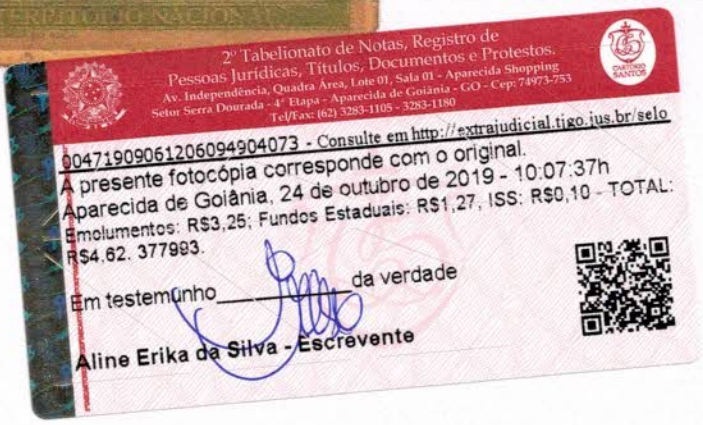 TERRITÓRIO NACIONAL
2º Tabelionato de Notas, Registro de
Pessoas Jurídicas, Títulos, Documentos e Protestos.
Av. Independência, Quadra Área, Lote 01, Sala 01 - Aparecida Shopping
Setor Serra Dourada - 4ª Etapa - Aparecida de Goiânia - GO - Cep: 74973-753
Tel/Fax: (62) 3283-1105 - 3283-1180
CARTÓRIO
SANTOS
00471909061206094904073 - Consulte em http://extrajudicial.tjgo.jus.br/selo
A presente fotocópia corresponde com o original.
Aparecida de Goiânia, 24 de outubro de 2019 - 10:07:37h
Emolumentos: R$3,25; Fundos Estaduais: R$1,27, ISS: R$0,10 - TOTAL:
R$4,62. 377993.
Em testemunho____________da verdade
Aline Erika da Silva - Escrevente